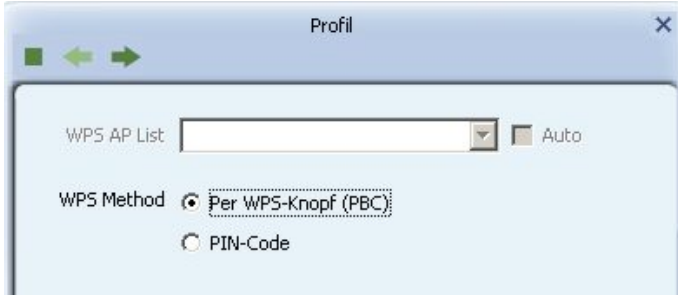 Profil
WPS AP List Auto
WPS Method Per WPS-Knopf (PBC)
PIN-Code